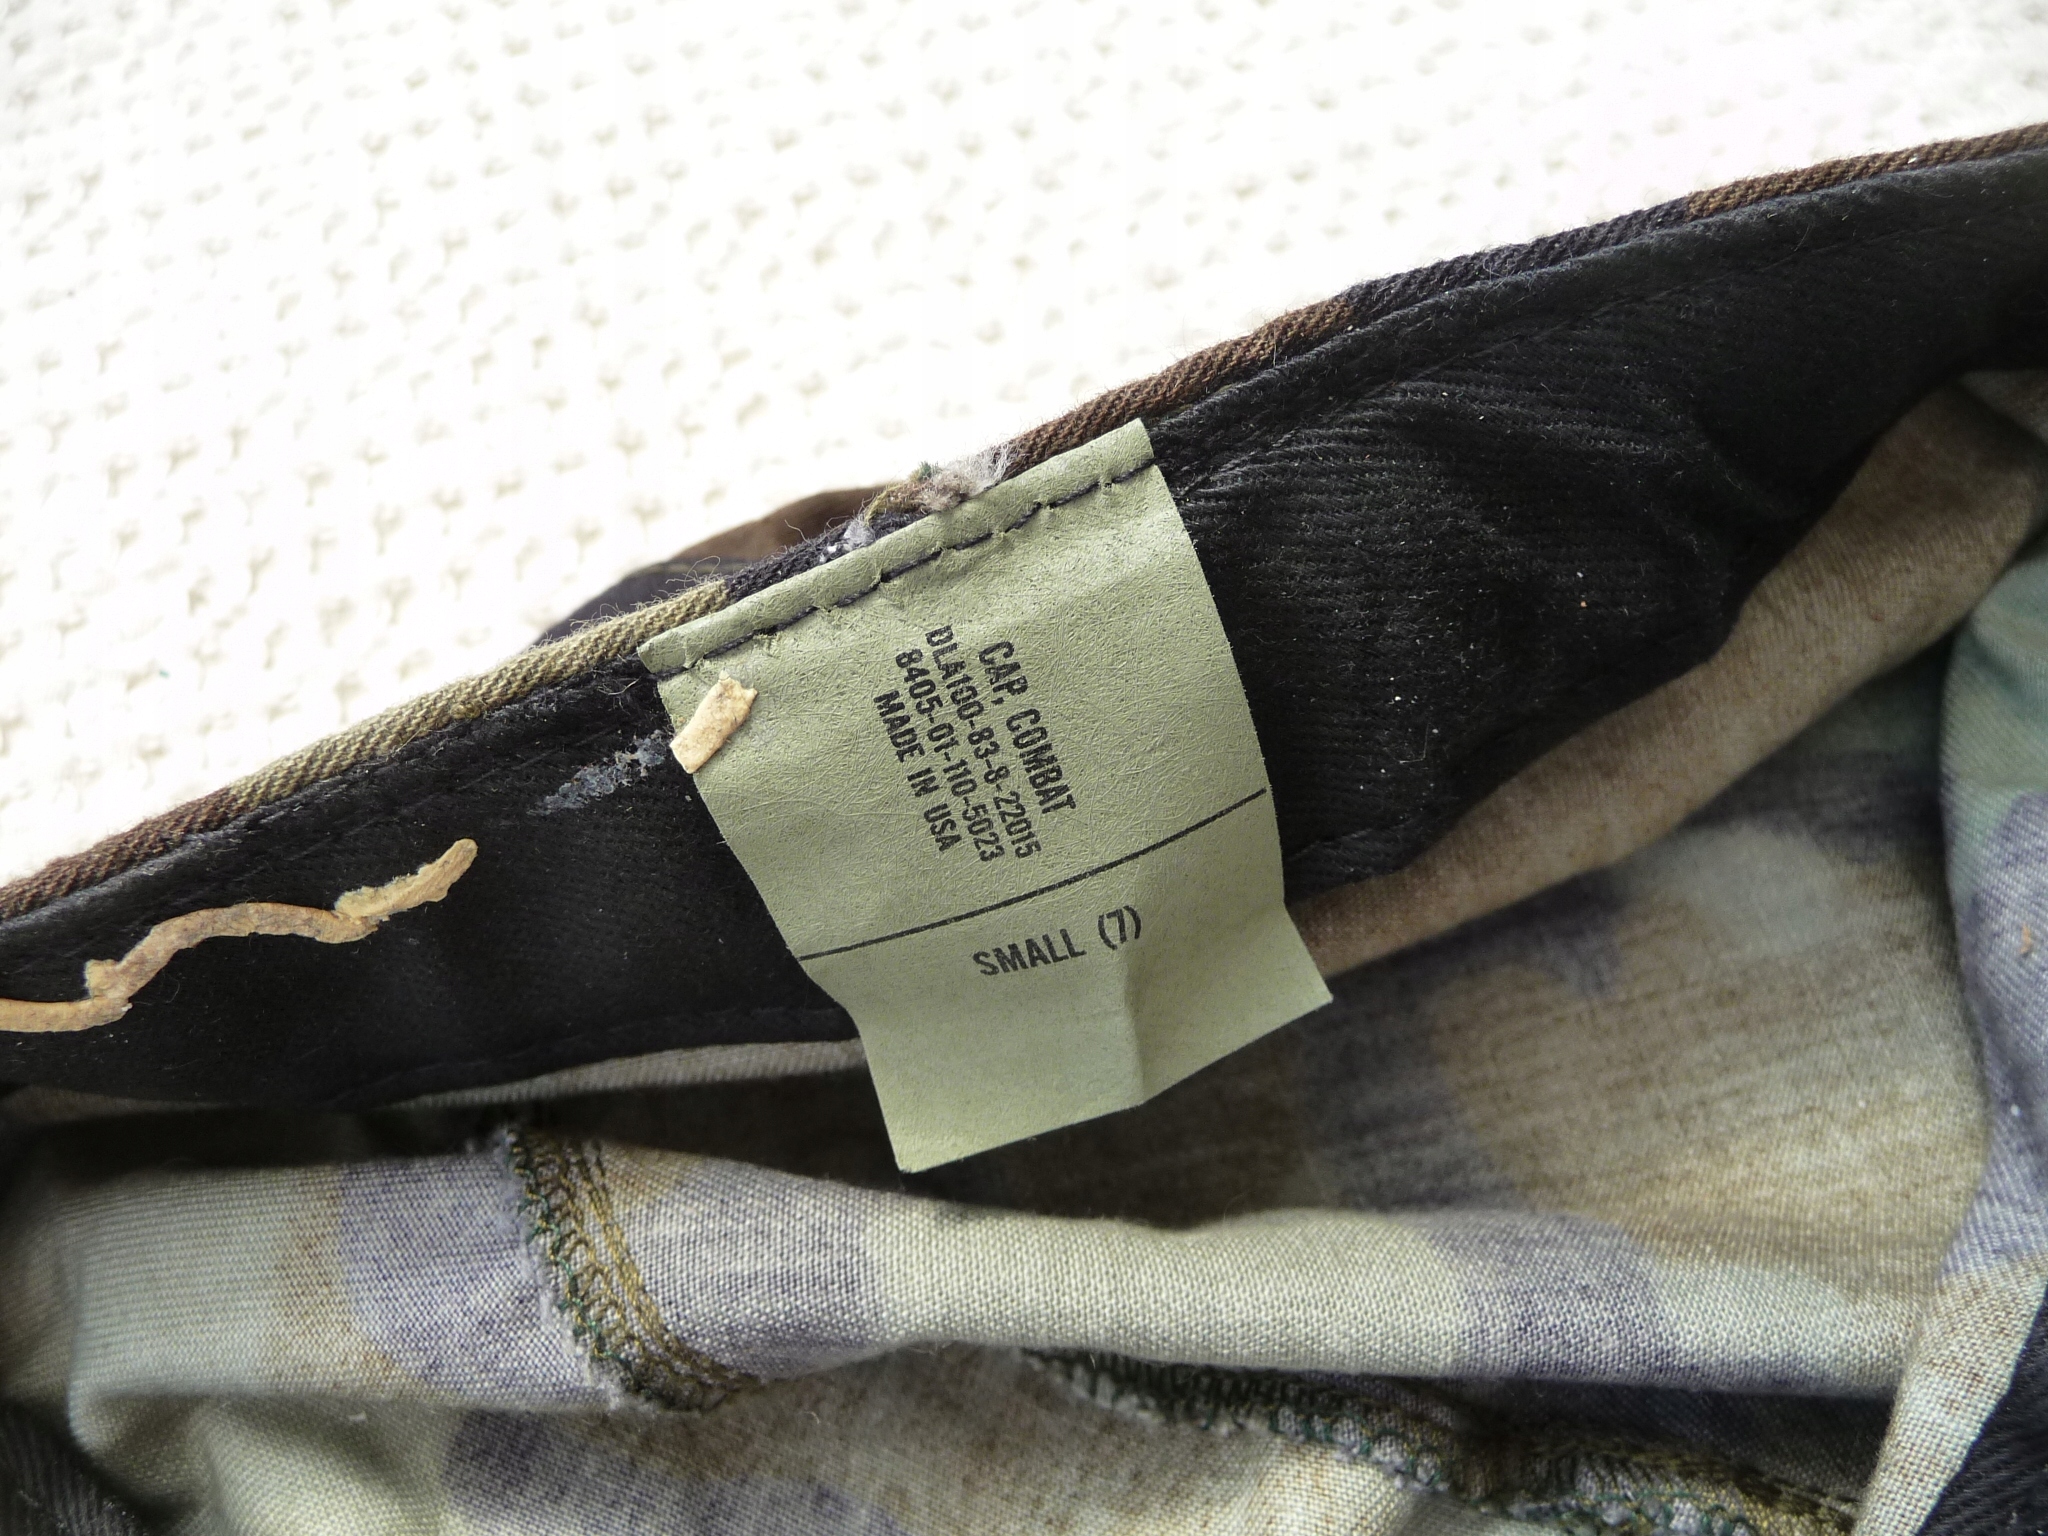 CAP, COMBAT
DLA100-83-8-22015
8405-01-110-5023
MADE IN USA
SMALL (7)